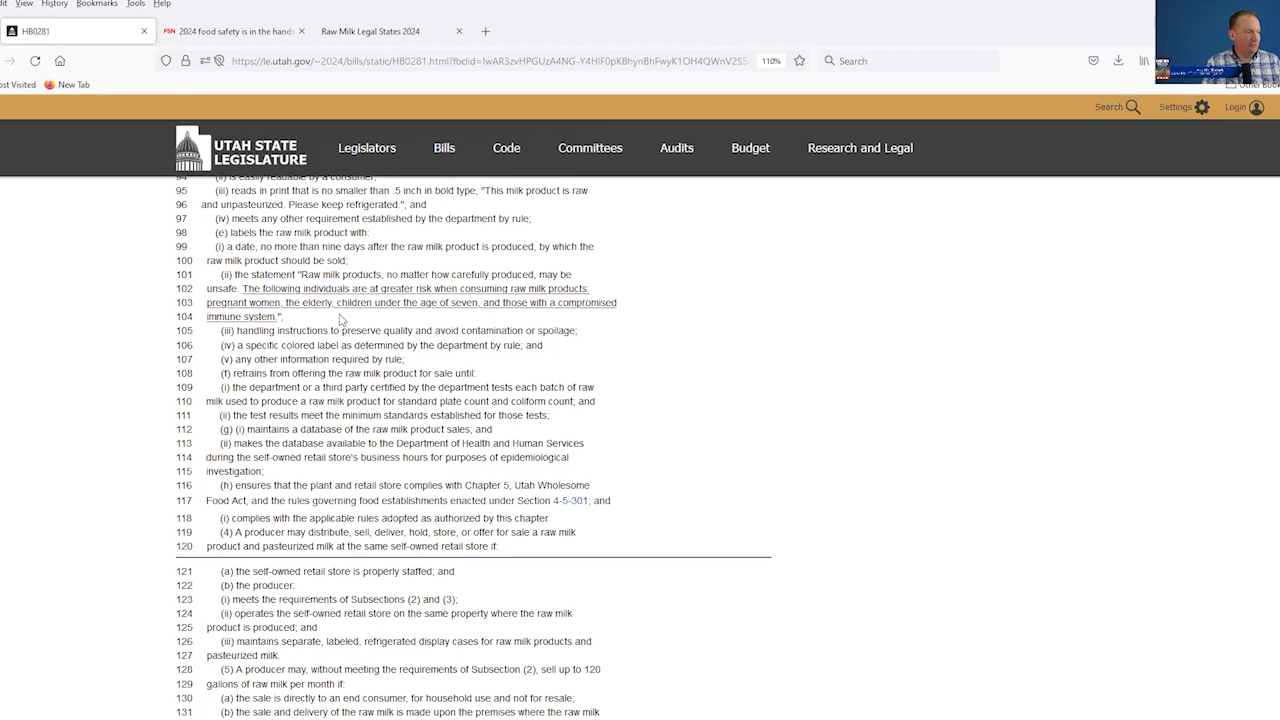 View History Bookmarks Tools Help
HB0281
FSN 2024 food safety is in the hands
Raw Milk Legal States 2024
https://le.utah.gov/~2024/bills/static/HB0281.html?fbclid=IwAR3zvHPGUzA4NG-Y4HlF0pKBhynBhFwyK1OH4QWnV2S5
110%
Search
ost Visited New Tab
Search Settings Login
UTAH STATE
LEGISLATURE
Legislators Bills Code Committees Audits Budget Research and Legal
94 (ii) is easily readable by a consumer;
95 (iii) reads in print that is no smaller than .5 inch in bold type, "This milk product is raw
96 and unpasteurized. Please keep refrigerated."; and
97 (iv) meets any other requirement established by the department by rule;
98 (e) labels the raw milk product with:
99 (i) a date, no more than nine days after the raw milk product is produced, by which the
100 raw milk product should be sold;
101 (ii) the statement "Raw milk products, no matter how carefully produced, may be
102 unsafe. The following individuals are at greater risk when consuming raw milk products:
103 pregnant women, the elderly, children under the age of seven, and those with a compromised
104 immune system.";
105 (iii) handling instructions to preserve quality and avoid contamination or spoilage;
106 (iv) a specific colored label as determined by the department by rule; and
107 (v) any other information required by rule;
108 (f) refrains from offering the raw milk product for sale until:
109 (i) the department or a third party certified by the department tests each batch of raw
110 milk used to produce a raw milk product for standard plate count and coliform count; and
111 (ii) the test results meet the minimum standards established for those tests;
112 (g) (i) maintains a database of the raw milk product sales; and
113 (ii) makes the database available to the Department of Health and Human Services
114 during the self-owned retail store's business hours for purposes of epidemiological
115 investigation;
116 (h) ensures that the plant and retail store complies with Chapter 5, Utah Wholesome
117 Food Act, and the rules governing food establishments enacted under Section 4-5-301; and
118 (i) complies with the applicable rules adopted as authorized by this chapter.
119 (4) A producer may distribute, sell, deliver, hold, store, or offer for sale a raw milk
120 product and pasteurized milk at the same self-owned retail store if:
121 (a) the self-owned retail store is properly staffed; and
122 (b) the producer:
123 (i) meets the requirements of Subsections (2) and (3);
124 (ii) operates the self-owned retail store on the same property where the raw milk
125 product is produced; and
126 (iii) maintains separate, labeled, refrigerated display cases for raw milk products and
127 pasteurized milk.
128 (5) A producer may, without meeting the requirements of Subsection (2), sell up to 120
129 gallons of raw milk per month if:
130 (a) the sale is directly to an end consumer, for household use and not for resale;
131 (b) the sale and delivery of the raw milk is made upon the premises where the raw milk